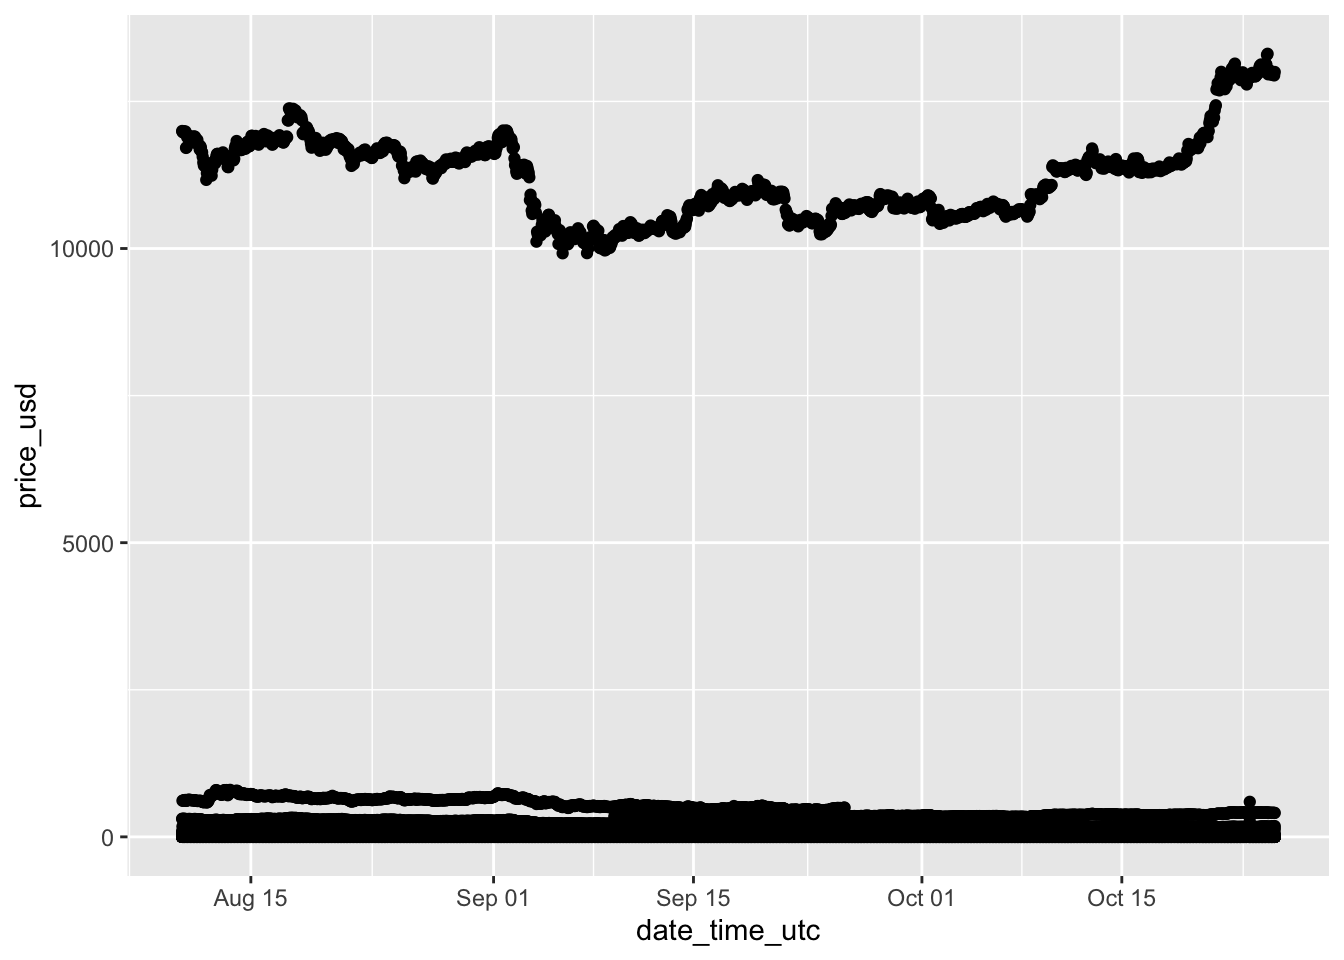 price_usd
10000
5000
0
Aug 15 Sep 01 Sep 15 Oct 01 Oct 15
date_time_utc